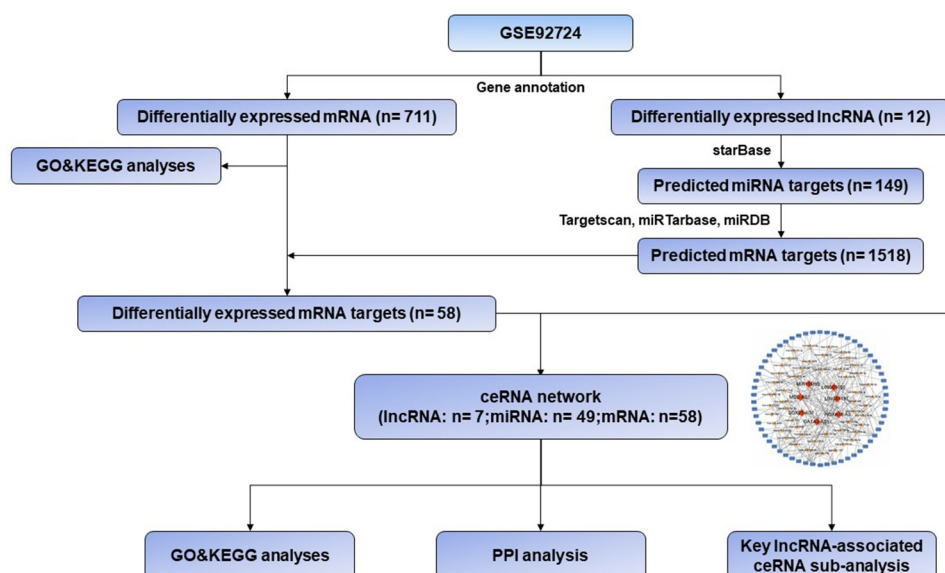 GSE92724
Gene annotation
Differentially expressed mRNA (n= 711)
Differentially expressed lncRNA (n= 12)
starBase
GO&KEGG analyses
Predicted miRNA targets (n= 149)
Targetscan, miRTarbase, miRDB
Predicted mRNA targets (n= 1518)
Differentially expressed mRNA targets (n= 58)
ceRNA network
(lncRNA: n= 7;miRNA: n= 49;mRNA: n=58)
GO&KEGG analyses
PPI analysis
Key lncRNA-associated
ceRNA sub-analysis